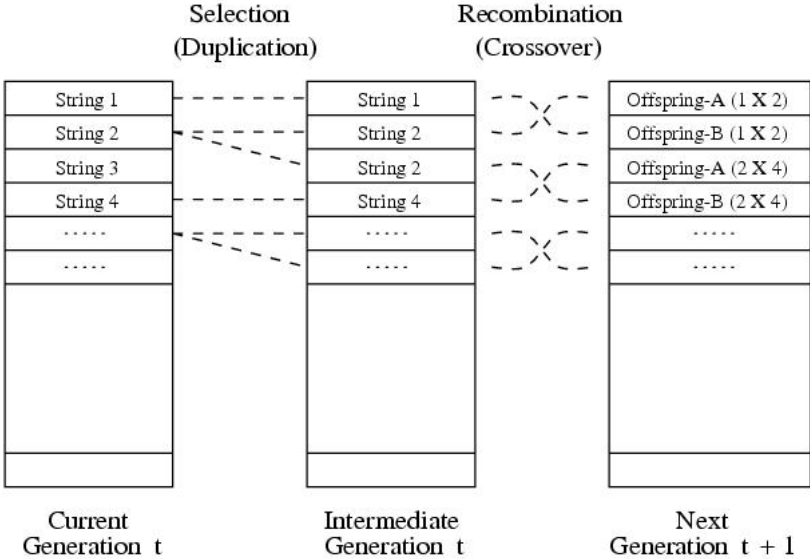 Selection
(Duplication)
Recombination
(Crossover)
String 1
String 1
Offspring-A (1 X 2)
String 2
String 2
Offspring-B (1 X 2)
String 3
String 2
Offspring-A (2 X 4)
String 4
String 4
Offspring-B (2 X 4)
.....
.....
.....
.....
.....
.....
Current
Generation t
Intermediate
Generation t
Next
Generation t + 1